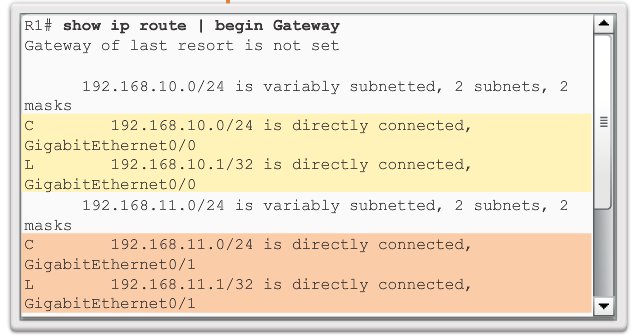 R1# show ip route | begin Gateway
Gateway of last resort is not set
192.168.10.0/24 is variably subnetted, 2 subnets, 2
masks
C 192.168.10.0/24 is directly connected,
GigabitEthernet0/0
L 192.168.10.1/32 is directly connected,
GigabitEthernet0/0
192.168.11.0/24 is variably subnetted, 2 subnets, 2
masks
C 192.168.11.0/24 is directly connected,
GigabitEthernet0/1
L 192.168.11.1/32 is directly connected,
GigabitEthernet0/1